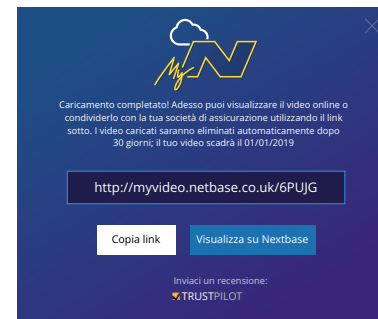 My N
Caricamento completato! Adesso puoi visualizzare il video online o
condividerlo con la tua società di assicurazione utilizzando il link
sotto. I video caricati saranno eliminati automaticamente dopo
30 giorni; il tuo video scadrà il 01/01/2019
http://myvideo.netbase.co.uk/6PUJG
Copia link
Visualizza su Nextbase
Inviaci un recensione:
TRUSTPILOT